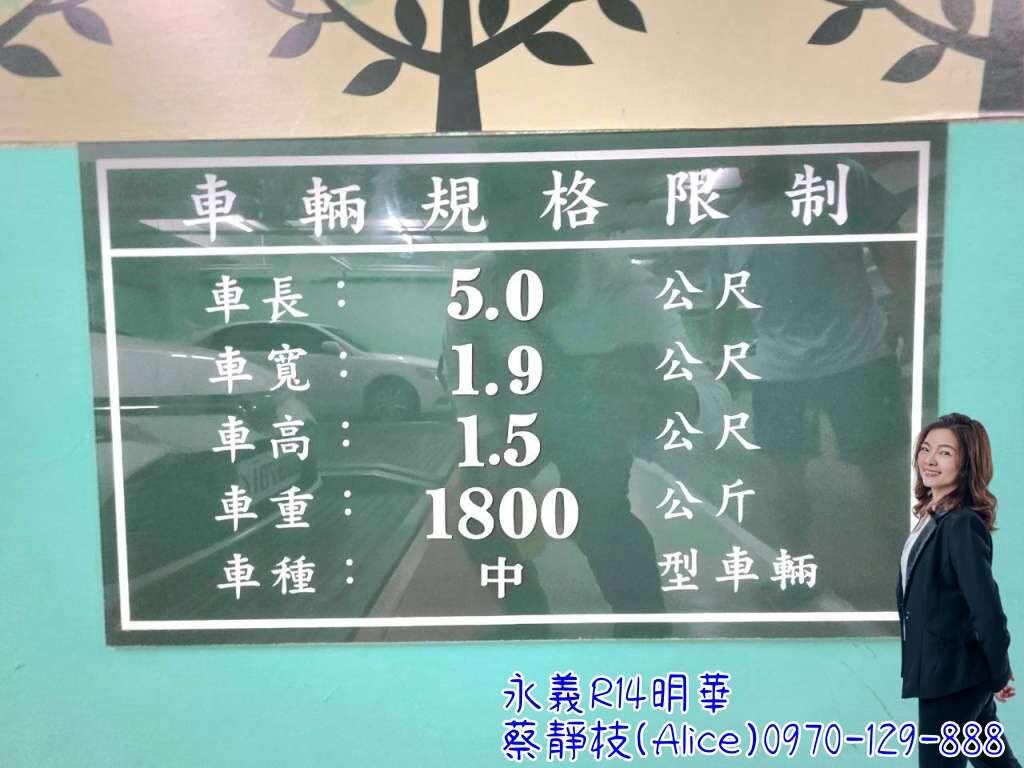 車輛規格限制
車長：5.0公尺
車寬：1.9公尺
車高：1.5公尺
車重：1800公斤
車種：中型車輛
永義R14明華
蔡靜枝(Alice)0970-129-888